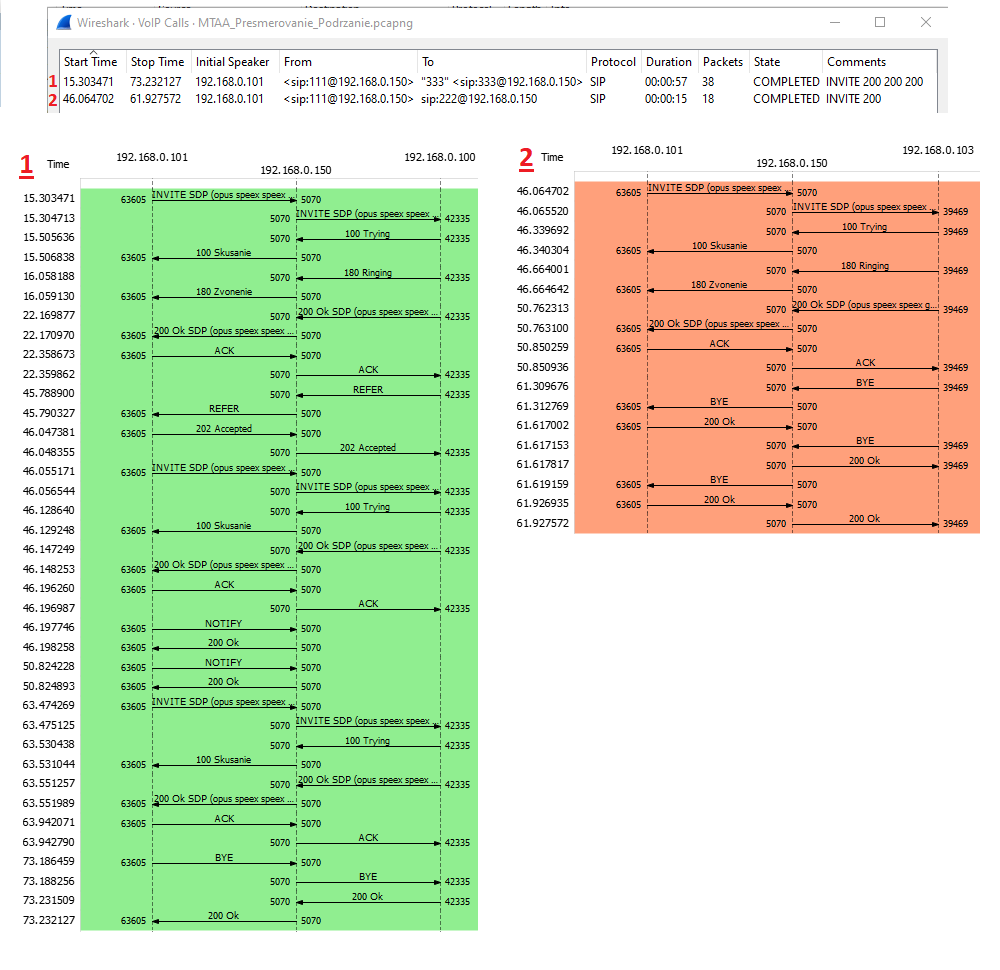 Wireshark · VoIP Calls · MTAA_Presmerovanie_Podrzanie.pcapng
Start Time Stop Time Initial Speaker From To Protocol Duration Packets State Comments
1 15.303471 73.232127 192.168.0.101 <sip:111@192.168.0.150> "333" <sip:333@192.168.0.150> SIP 00:00:57 38 COMPLETED INVITE 200 200 200
2 46.064702 61.927572 192.168.0.101 <sip:111@192.168.0.150> sip:222@192.168.0.150 SIP 00:00:15 18 COMPLETED INVITE 200
1 Time 192.168.0.101 192.168.0.150 192.168.0.100
15.303471 63605 INVITE SDP (opus speex speex ... 5070
15.304713 5070 INVITE SDP (opus speex speex ... 42335
15.505636 5070 100 Trying 42335
15.506838 63605 100 Skusanie 5070
16.058188 5070 180 Ringing 42335
16.059130 63605 180 Zvonenie 5070
22.169877 5070 200 Ok SDP (opus speex speex ... 42335
22.170970 63605 200 Ok SDP (opus speex speex ... 5070
22.358673 63605 ACK 5070
22.359862 5070 ACK 42335
45.788900 5070 REFER 42335
45.790327 63605 REFER 5070
46.047381 63605 202 Accepted 5070
46.048355 5070 202 Accepted 42335
46.055171 63605 INVITE SDP (opus speex speex ... 5070
46.056544 5070 INVITE SDP (opus speex speex ... 42335
46.128640 5070 100 Trying 42335
46.129248 63605 100 Skusanie 5070
46.147249 5070 200 Ok SDP (opus speex speex ... 42335
46.148253 63605 200 Ok SDP (opus speex speex ... 5070
46.196260 63605 ACK 5070
46.196987 5070 ACK 42335
46.197746 63605 NOTIFY 5070
46.198258 63605 200 Ok 5070
50.824228 63605 NOTIFY 5070
50.824893 63605 200 Ok 5070
63.474269 63605 INVITE SDP (opus speex speex ... 5070
63.475125 5070 INVITE SDP (opus speex speex ... 42335
63.530438 5070 100 Trying 42335
63.531044 63605 100 Skusanie 5070
63.551257 5070 200 Ok SDP (opus speex speex ... 42335
63.551989 63605 200 Ok SDP (opus speex speex ... 5070
63.942071 63605 ACK 5070
63.942790 5070 ACK 42335
73.186459 63605 BYE 5070
73.188256 5070 BYE 42335
73.231509 5070 200 Ok 42335
73.232127 63605 200 Ok 5070
2 Time 192.168.0.101 192.168.0.150 192.168.0.103
46.064702 63605 INVITE SDP (opus speex speex ... 5070
46.065520 5070 INVITE SDP (opus speex speex ... 39469
46.339692 5070 100 Trying 39469
46.340304 63605 100 Skusanie 5070
46.664001 5070 180 Ringing 39469
46.664642 63605 180 Zvonenie 5070
50.762313 5070 200 Ok SDP (opus speex speex g... 39469
50.763100 63605 200 Ok SDP (opus speex speex ... 5070
50.850259 63605 ACK 5070
50.850936 5070 ACK 39469
61.309676 5070 BYE 39469
61.312769 63605 BYE 5070
61.617002 63605 200 Ok 5070
61.617153 5070 BYE 39469
61.617817 5070 200 Ok 39469
61.619159 63605 BYE 5070
61.926935 63605 200 Ok 5070
61.927572 5070 200 Ok 39469